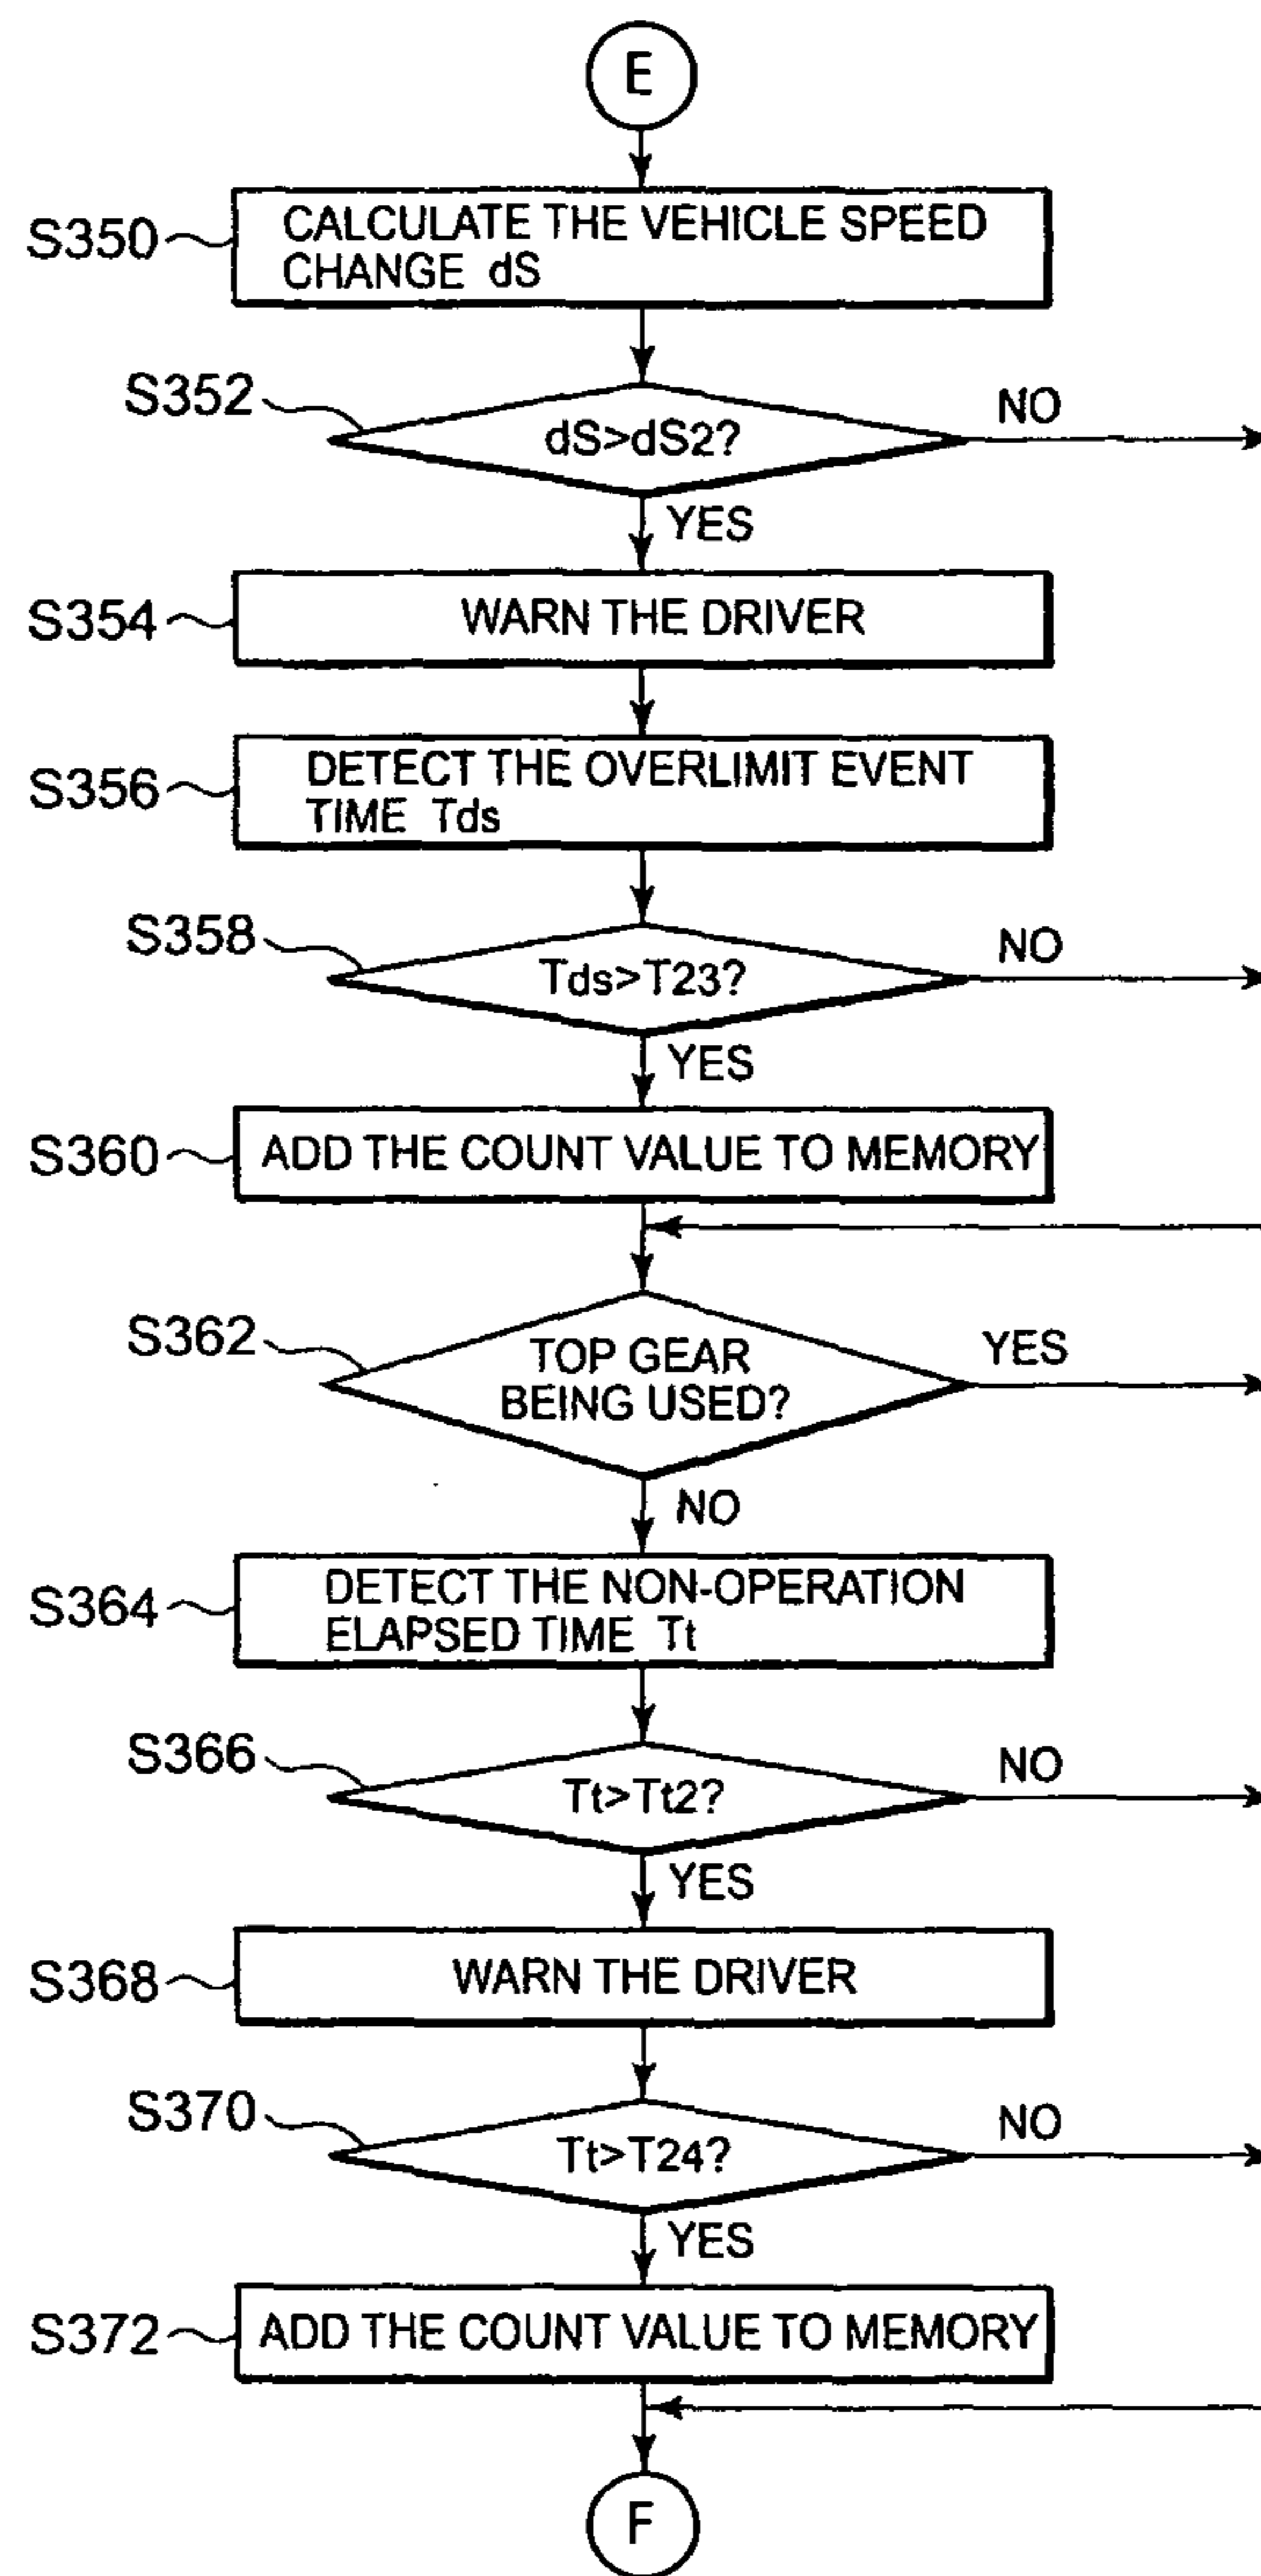 E
S350
CALCULATE THE VEHICLE SPEED
CHANGE dS
S352
dS>dS2?
NO
YES
S354
WARN THE DRIVER
S356
DETECT THE OVERLIMIT EVENT
TIME Tds
S358
Tds>T23?
NO
YES
S360
ADD THE COUNT VALUE TO MEMORY
S362
TOP GEAR
BEING USED?
YES
NO
S364
DETECT THE NON-OPERATION
ELAPSED TIME Tt
S366
Tt>Tt2?
NO
YES
S368
WARN THE DRIVER
S370
Tt>T24?
NO
YES
S372
ADD THE COUNT VALUE TO MEMORY
F